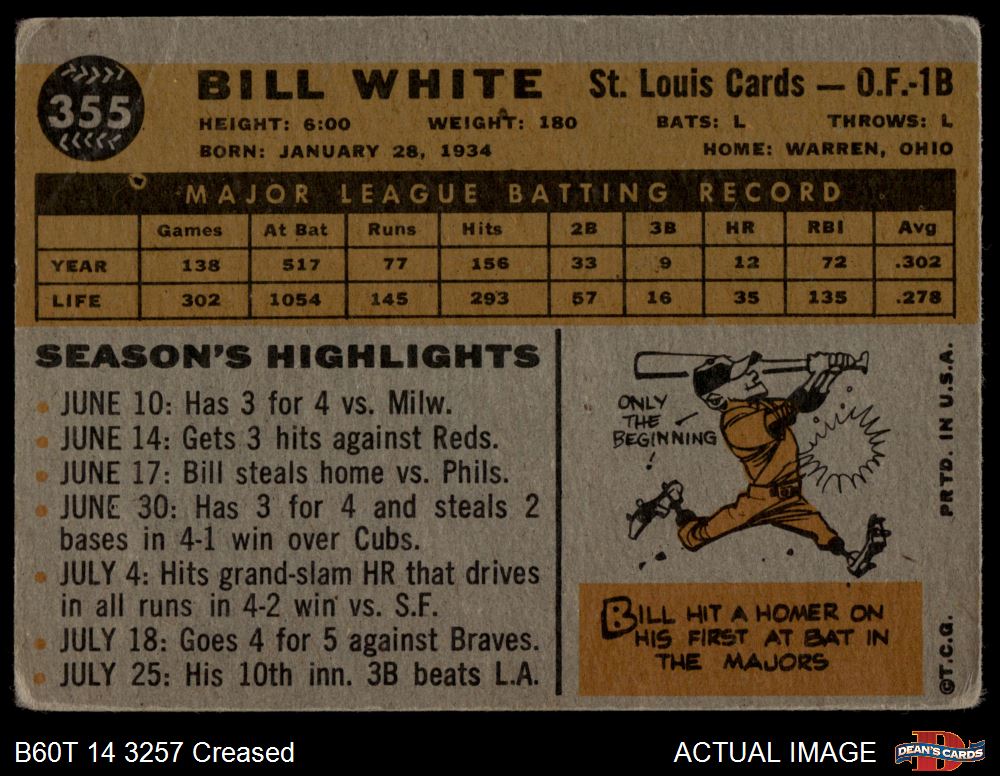 355
BILL WHITE St. Louis Cards — O.F.-1B
HEIGHT: 6:00 WEIGHT: 180 BATS: L THROWS: L
BORN: JANUARY 28, 1934 HOME: WARREN, OHIO
MAJOR LEAGUE BATTING RECORD
Games At Bat Runs Hits 2B 3B HR RBI Avg
YEAR 138 517 77 156 33 9 12 72 .302
LIFE 302 1054 145 293 57 16 35 135 .278
SEASON'S HIGHLIGHTS
• JUNE 10: Has 3 for 4 vs. Milw.
• JUNE 14: Gets 3 hits against Reds.
• JUNE 17: Bill steals home vs. Phils.
• JUNE 30: Has 3 for 4 and steals 2
bases in 4-1 win over Cubs.
• JULY 4: Hits grand-slam HR that drives
in all runs in 4-2 win vs. S.F.
• JULY 18: Goes 4 for 5 against Braves.
• JULY 25: His 10th inn. 3B beats L.A.
ONLY
THE
BEGINNING
!
BILL HIT A HOMER ON
HIS FIRST AT BAT IN
THE MAJORS
©T.C.G. PRTD. IN U.S.A.
B60T 14 3257 Creased ACTUAL IMAGE
D
DEAN'S CARDS